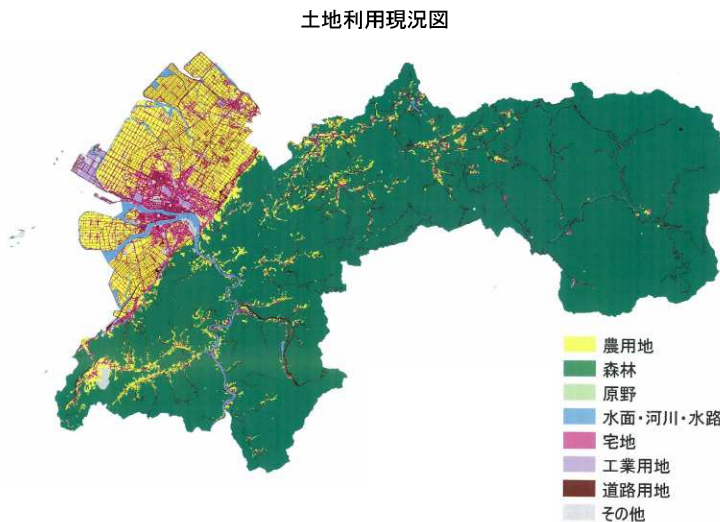 土地利用現況図
農用地
森林
原野
水面・河川・水路
宅地
工業用地
道路用地
その他